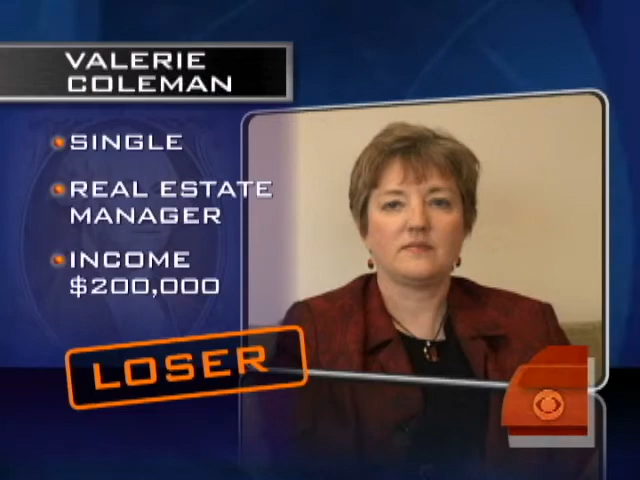 VALERIE
COLEMAN
SINGLE
REAL ESTATE
MANAGER
INCOME
$200,000
LOSER